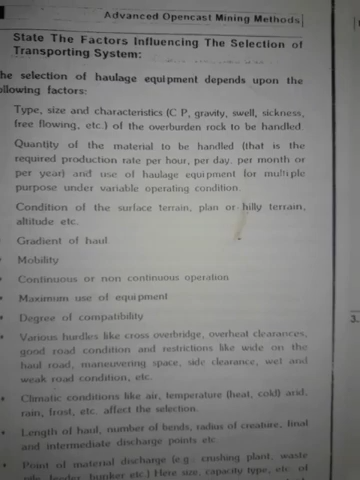 Advanced Opencast Mining Methods
State The Factors Influencing The Selection of
Transporting System:
he selection of haulage equipment depends upon the
ollowing factors:
Type, size and characteristics (C P, gravity, swell, sickness,
free flowing, etc.) of the overburden rock to be handled.
Quantity of the material to be handled (that is the
required production rate per hour, per day, per month or
per year) and use of haulage equipment for multiple
purpose under variable operating condition.
Condition of the surface terrain, plan or hilly terrain,
altitude etc.
Gradient of haul
• Mobility
• Continuous or non continuous operation
• Maximum use of equipment
• Degree of compatibility
• Various hurdles like cross overbridge, overheat clearances,
good road condition and restrictions like wide on the
haul road, maneuvering space, side clearance, wet and
weak road condition, etc.
• Climatic conditions like air, temperature (heat, cold) arid,
rain, frost, etc. affect the selection.
• Length of haul, number of bends, radius of creature, final
and intermediate discharge points etc
• Point of material discharge (e.g: crushing plant, waste
pile, feeder, bunker etc.) Here size, capacity type, etc. of
3.